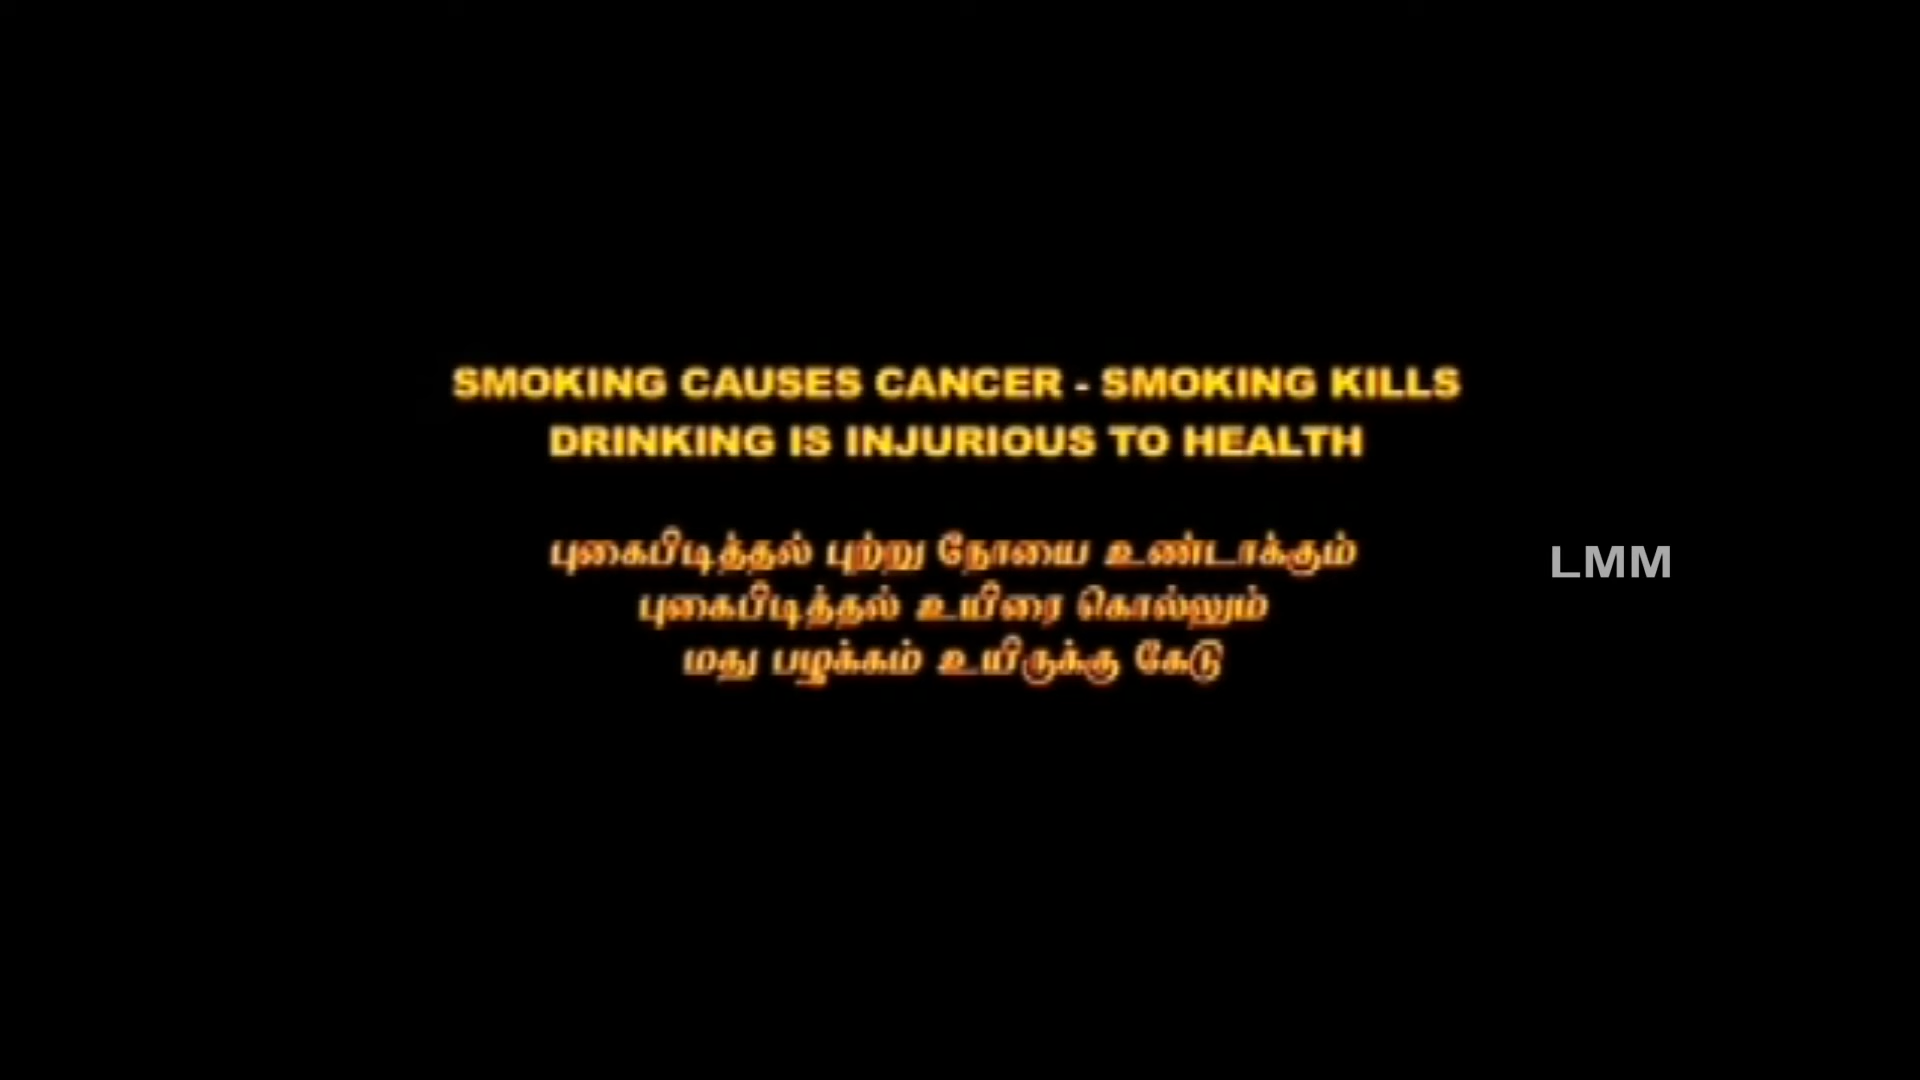 SMOKING CAUSES CANCER - SMOKING KILLS
DRINKING IS INJURIOUS TO HEALTH
புகைபிடித்தல் புற்று நோயை உண்டாக்கும்
புகைபிடித்தல் உயிரை கொல்லும்
மது பழக்கம் உயிருக்கு கேடு
LMM